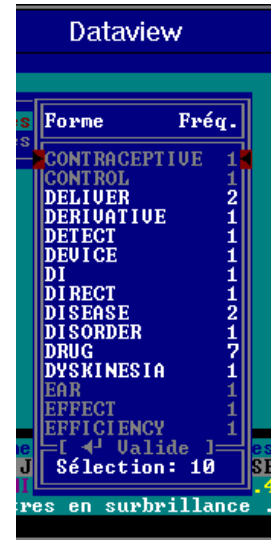 Dataview
s Forme Fréq.
s
CONTRACEPTIVE 1
CONTROL 1
DELIVER 2
DERIVATIVE 1
DETECT 1
DEVICE 1
DI 1
DIRECT 1
DISEASE 2
DISORDER 1
DRUG 7
DYSKINESIA 1
EAR 1
EFFECT 1
EFFICIENCY 1
[ ↵ Valide ]
Sélection: 10
tres en surbrillance .